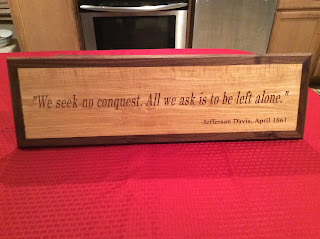 "We seek no conquest. All we ask is to be left alone."
-Jefferson Davis, April 1861